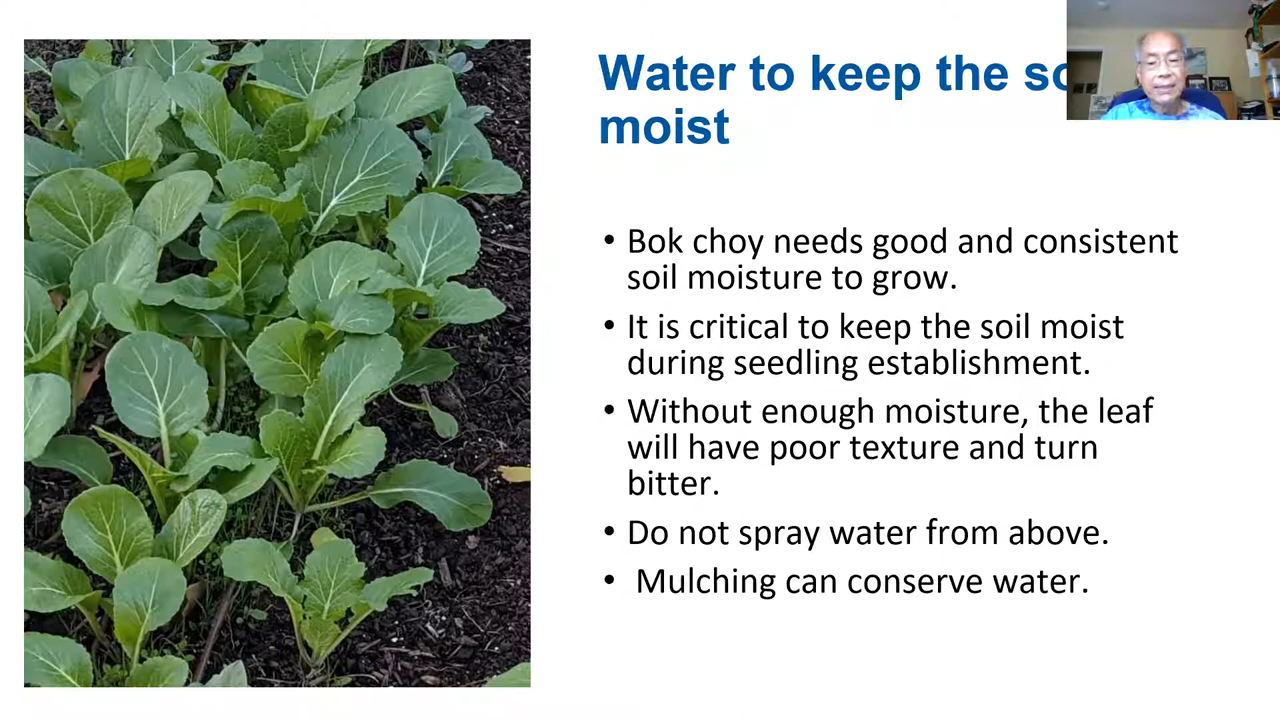 Water to keep the
moist
• Bok choy needs good and consistent
soil moisture to grow.
• It is critical to keep the soil moist
during seedling establishment.
• Without enough moisture, the leaf
will have poor texture and turn
bitter.
• Do not spray water from above.
• Mulching can conserve water.